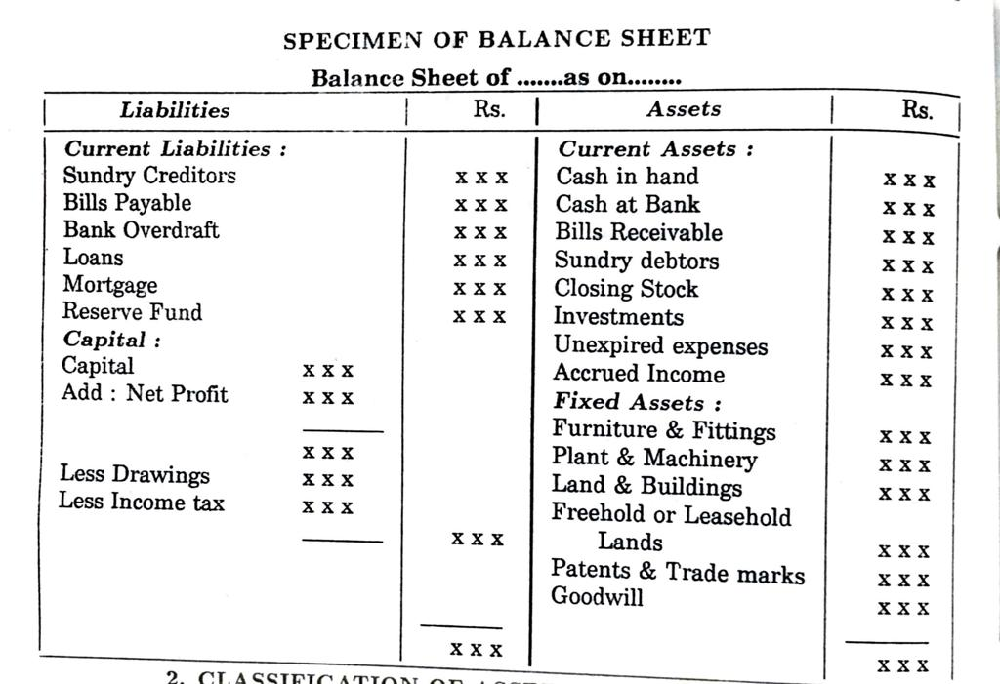 SPECIMEN OF BALANCE SHEET
Balance Sheet of .......as on.........
Liabilities Rs. Assets Rs.
Current Liabilities : Current Assets :
Sundry Creditors x x x Cash in hand x x x
Bills Payable x x x Cash at Bank x x x
Bank Overdraft x x x Bills Receivable x x x
Loans x x x Sundry debtors x x x
Mortgage x x x Closing Stock x x x
Reserve Fund x x x Investments x x x
Capital : Unexpired expenses x x x
Capital x x x Accrued Income x x x
Add : Net Profit x x x Fixed Assets :
Furniture & Fittings x x x
x x x Plant & Machinery x x x
Less Drawings x x x Land & Buildings x x x
Less Income tax x x x Freehold or Leasehold
x x x Lands x x x
Patents & Trade marks x x x
Goodwill x x x
x x x x x x
2. CLASSIFICATION OF